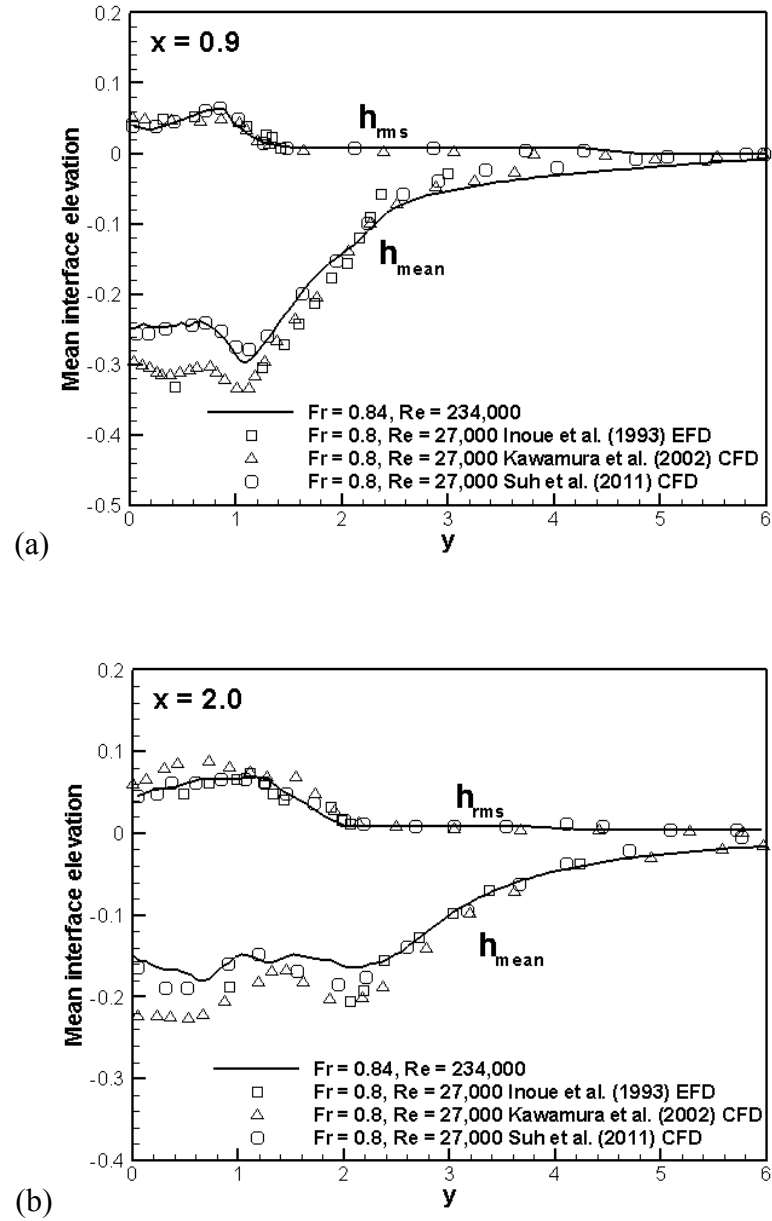 0.2
x = 0.9
0.1
h rms
0
Mean interface elevation
-0.1
h mean
-0.2
-0.3
Fr = 0.84, Re = 234,000
Fr = 0.8, Re = 27,000 Inoue et al. (1993) EFD
-0.4
Fr = 0.8, Re = 27,000 Kawamura et al. (2002) CFD
Fr = 0.8, Re = 27,000 Suh et al. (2011) CFD
-0.5
0 1 2 3 4 5 6
(a)
y
0.2
x = 2.0
0.1
h rms
0
Mean interface elevation
-0.1
h mean
-0.2
Fr = 0.84, Re = 234,000
-0.3
Fr = 0.8, Re = 27,000 Inoue et al. (1993) EFD
Fr = 0.8, Re = 27,000 Kawamura et al. (2002) CFD
Fr = 0.8, Re = 27,000 Suh et al. (2011) CFD
-0.4
0 1 2 3 4 5 6
(b)
y